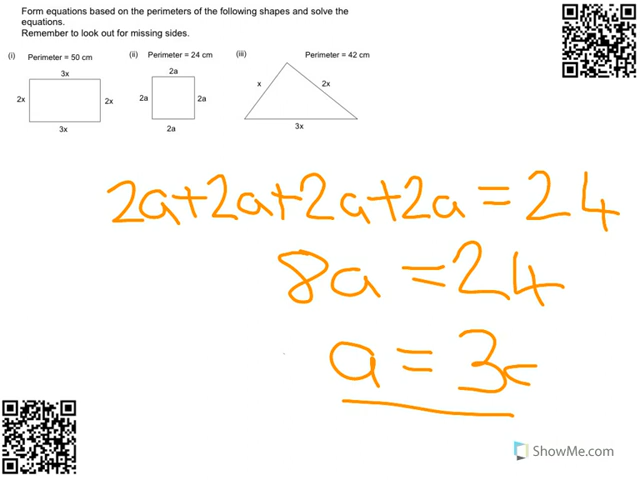 Form equations based on the perimeters of the following shapes and solve the
equations.
Remember to look out for missing sides.
(i) Perimeter = 50 cm (ii) Perimeter = 24 cm (iii) Perimeter = 42 cm
3x 2a
x 2x
2x 2x 2a 2a
3x 2a 3x
2a+2a+2a+2a=24
8a=24
a=3c
ShowMe.com